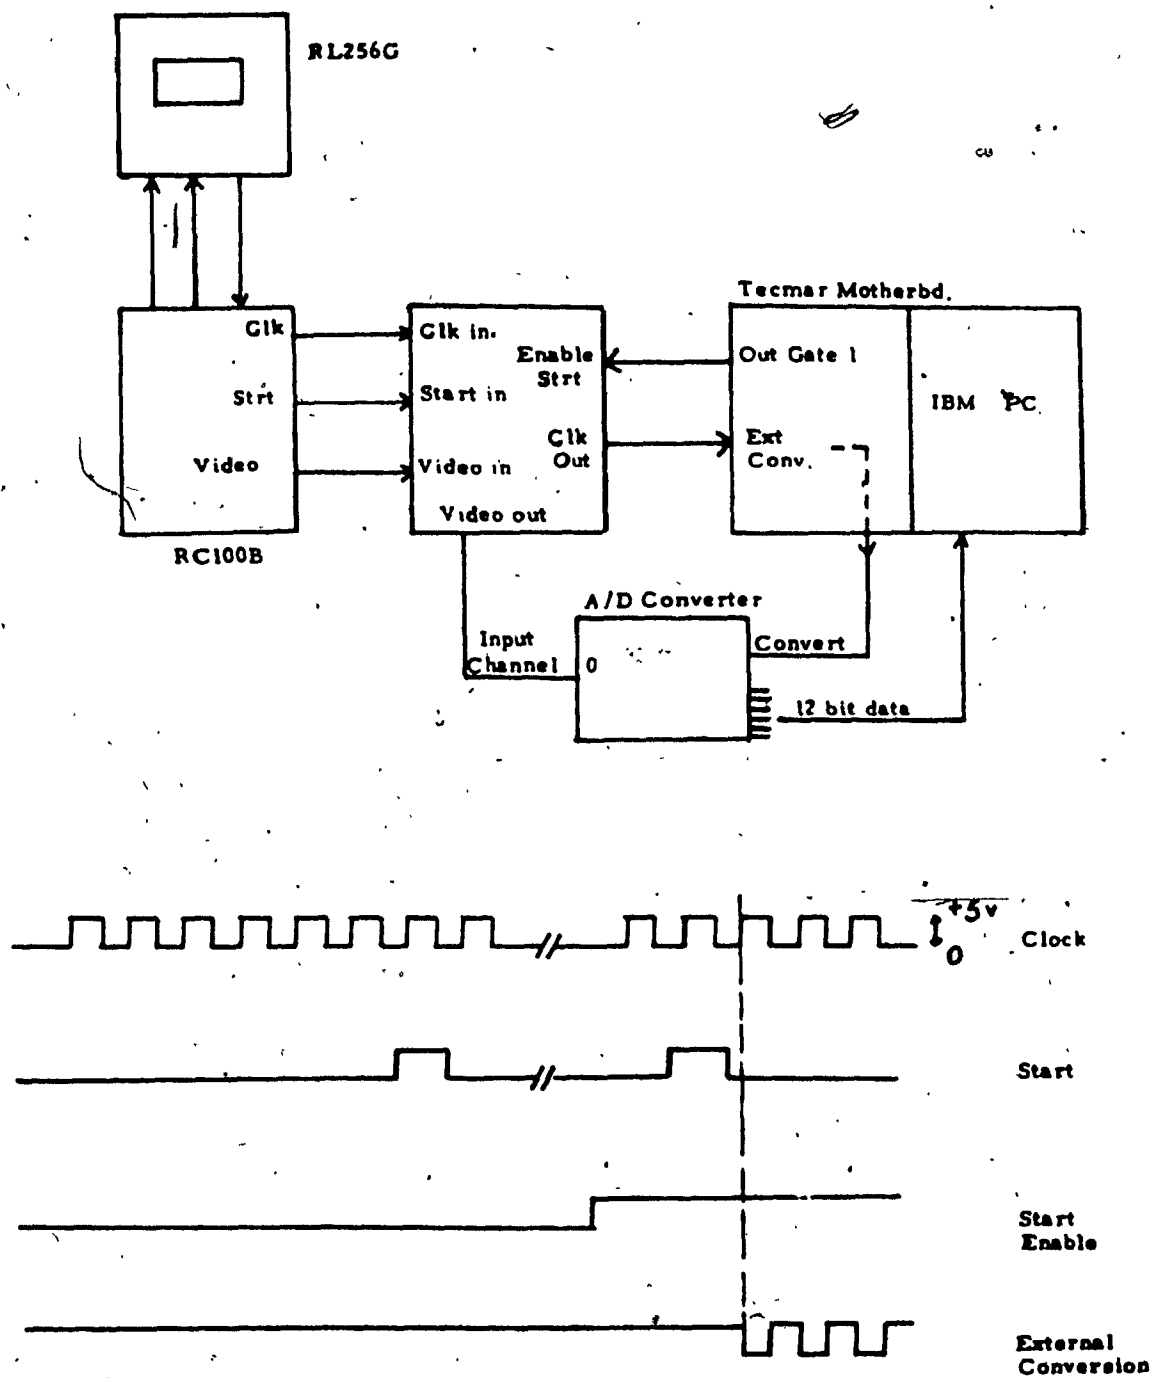 RL256G
Tecmar Motherbd.
Clk
Clk in.
Enable
Strt
Out Gate 1
Strt
Start in
IBM PC
Clk
Out
Ext
Conv.
Video
Video in
Video out
RC100B
A/D Converter
Input
Channel
0
Convert
12 bit data
+5v
0
Clock
Start
Start
Enable
External
Conversion